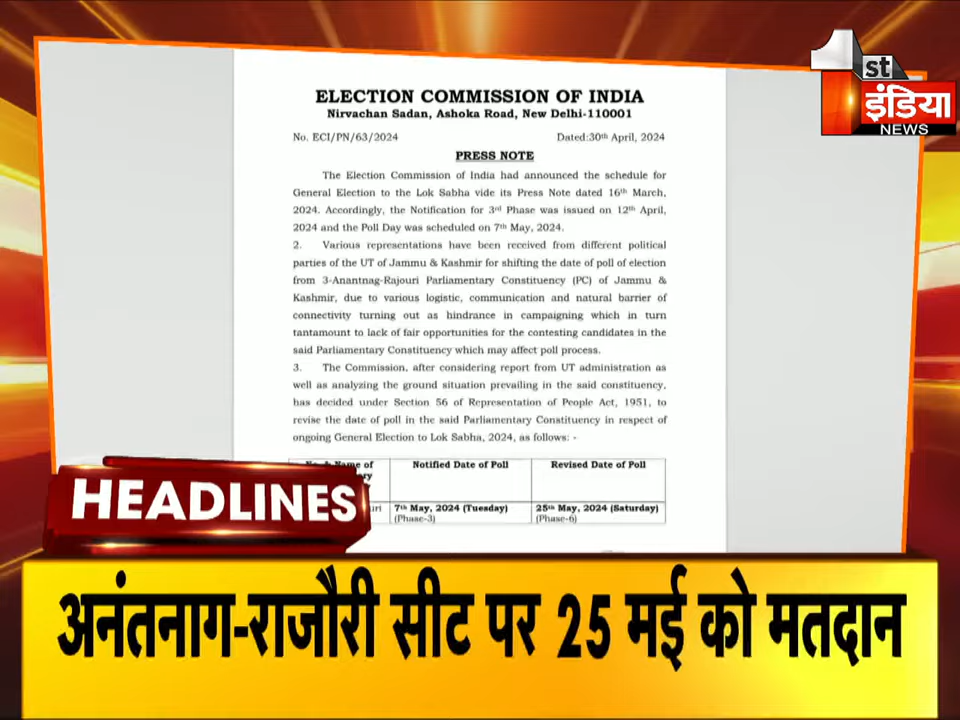 1st
इंडिया
NEWS
ELECTION COMMISSION OF INDIA
Nirvachan Sadan, Ashoka Road, New Delhi-110001
No. ECI/PN/63/2024 Dated:30th April, 2024
PRESS NOTE
The Election Commission of India had announced the schedule for
General Election to the Lok Sabha vide its Press Note dated 16th March,
2024. Accordingly, the Notification for 3rd Phase was issued on 12th April,
2024 and the Poll Day was scheduled on 7th May, 2024.
2. Various representations have been received from different political
parties of the UT of Jammu & Kashmir for shifting the date of poll of election
from 3-Anantnag-Rajouri Parliamentary Constituency (PC) of Jammu &
Kashmir, due to various logistic, communication and natural barrier of
connectivity turning out as hindrance in campaigning which in turn
tantamount to lack of fair opportunities for the contesting candidates in the
said Parliamentary Constituency which may affect poll process.
3. The Commission, after considering report from UT administration as
well as analyzing the ground situation prevailing in the said constituency,
has decided under Section 56 of Representation of People Act, 1951, to
revise the date of poll in the said Parliamentary Constituency in respect of
ongoing General Election to Lok Sabha, 2024, as follows: -
Name of Notified Date of Poll Revised Date of Poll
7th May, 2024 (Tuesday) 25th May, 2024 (Saturday)
(Phase-3) (Phase-6)
HEADLINES
अनंतनाग-राजौरी सीट पर 25 मई को मतदान